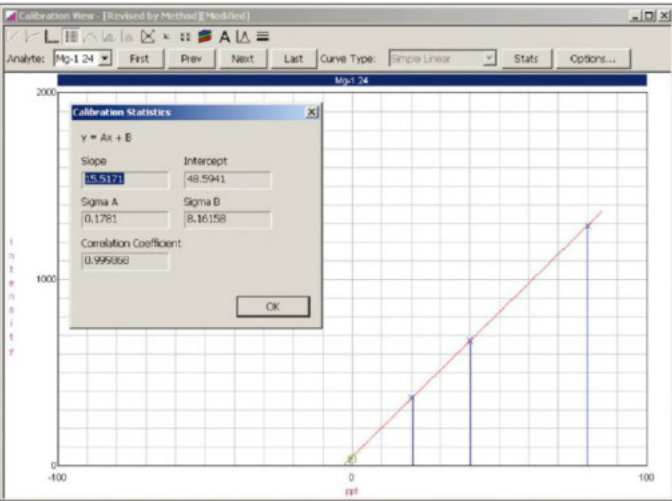 Calibration View - [Revised by Method][Modified]
A
Analyte: Mg-1 24 First Prev Next Last Curve Type: Simple Linear Stats Options...
Mg-1 24
2000
Calibration Statistics
y = Ax + B
Slope Intercept
15.5171 48.5941
Sigma A Sigma B
0.1781 8.16158
Correlation Coefficient
0.999868
OK
Intensity
1000
0
-100 0 100
ppt